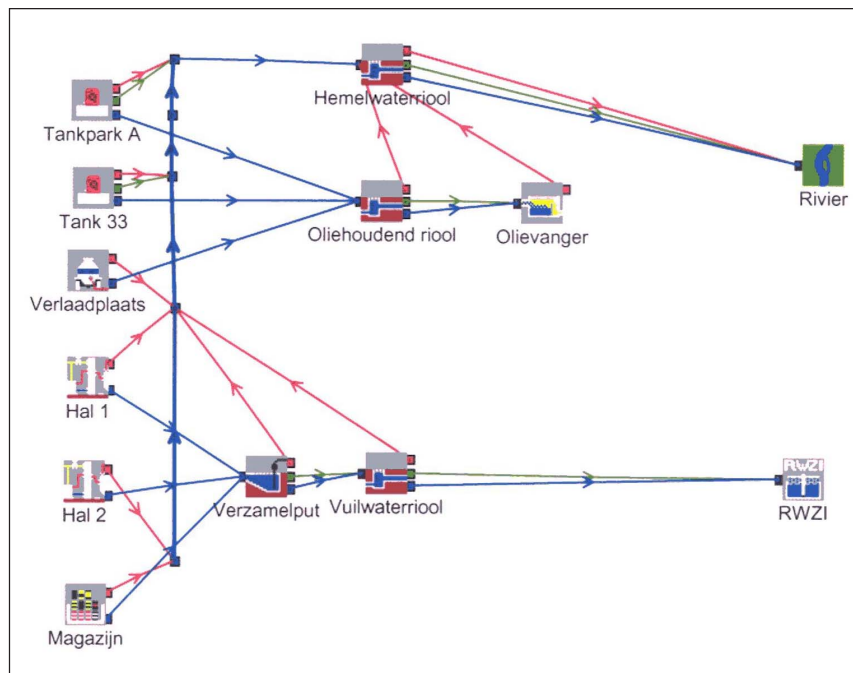 Hemelwaterriool
Tankpark A
Rivier
Tank 33
Oliehoudend riool
Olievanger
Verlaadplaats
Hal 1
Hal 2
Verzamelput
Vuilwaterriool
RWZI
RWZI
Magazijn